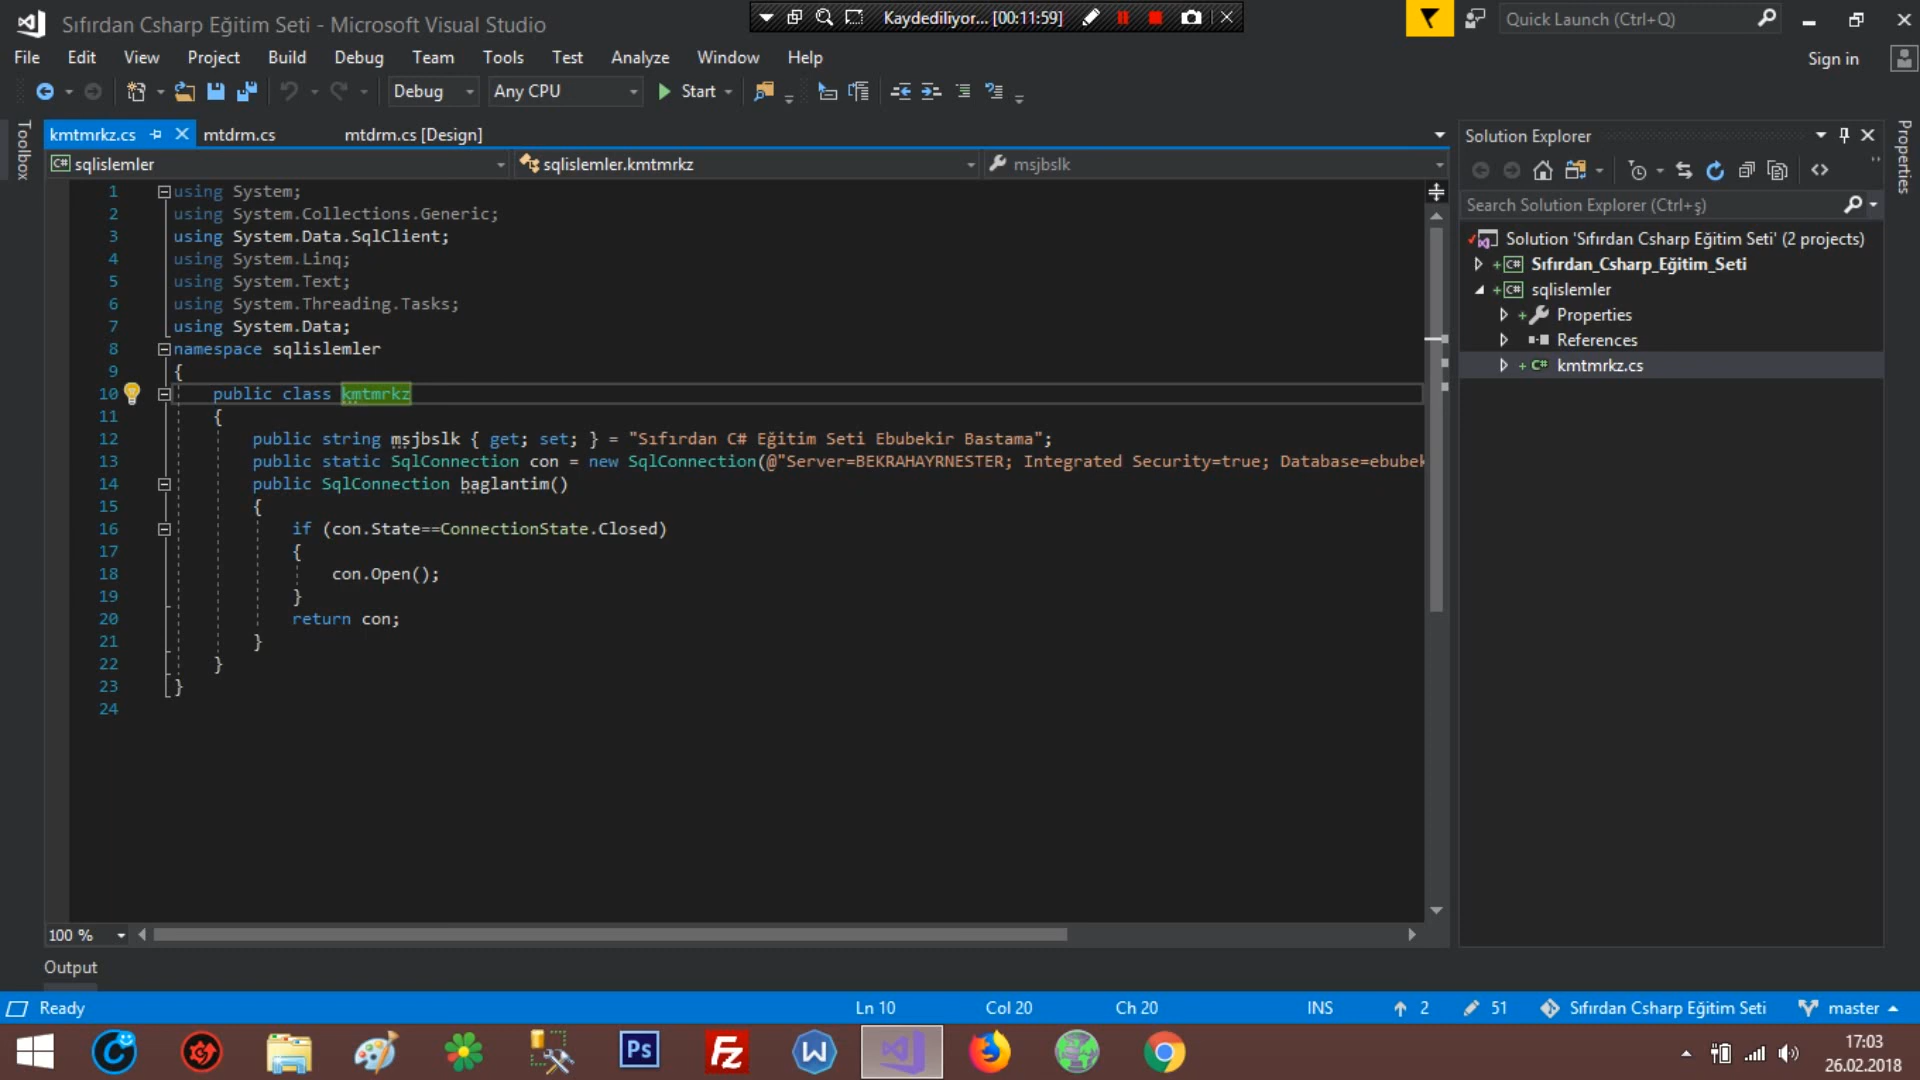 Sıfırdan Csharp Eğitim Seti - Microsoft Visual Studio
Kaydediliyor... [00:11:59]
Quick Launch (Ctrl+Q)
File Edit View Project Build Debug Team Tools Test Analyze Window Help
Sign in
Debug Any CPU Start
Toolbox
kmtmrkz.cs mtdrm.cs mtdrm.cs [Design]
sqlislemler sqlislemler.kmtmrkz msjbslk
1 using System;
2 using System.Collections.Generic;
3 using System.Data.SqlClient;
4 using System.Linq;
5 using System.Text;
6 using System.Threading.Tasks;
7 using System.Data;
8 namespace sqlislemler
9 {
10 public class kmtmrkz
11 {
12 public string msjbslk { get; set; } = "Sıfırdan C# Eğitim Seti Ebubekir Bastama";
13 public static SqlConnection con = new SqlConnection(@"Server=BEKRAHAYRNESTER; Integrated Security=true; Database=ebubek
14 public SqlConnection baglantim()
15 {
16 if (con.State==ConnectionState.Closed)
17 {
18 con.Open();
19 }
20 return con;
21 }
22 }
23 }
24
100 %
Solution Explorer
Search Solution Explorer (Ctrl+ş)
Solution 'Sıfırdan Csharp Eğitim Seti' (2 projects)
Sıfırdan_Csharp_Eğitim_Seti
sqlislemler
Properties
References
kmtmrkz.cs
Properties
Output
Ready Ln 10 Col 20 Ch 20 INS 2 51 Sıfırdan Csharp Eğitim Seti master
Ps
Fz
W
17:03
26.02.2018